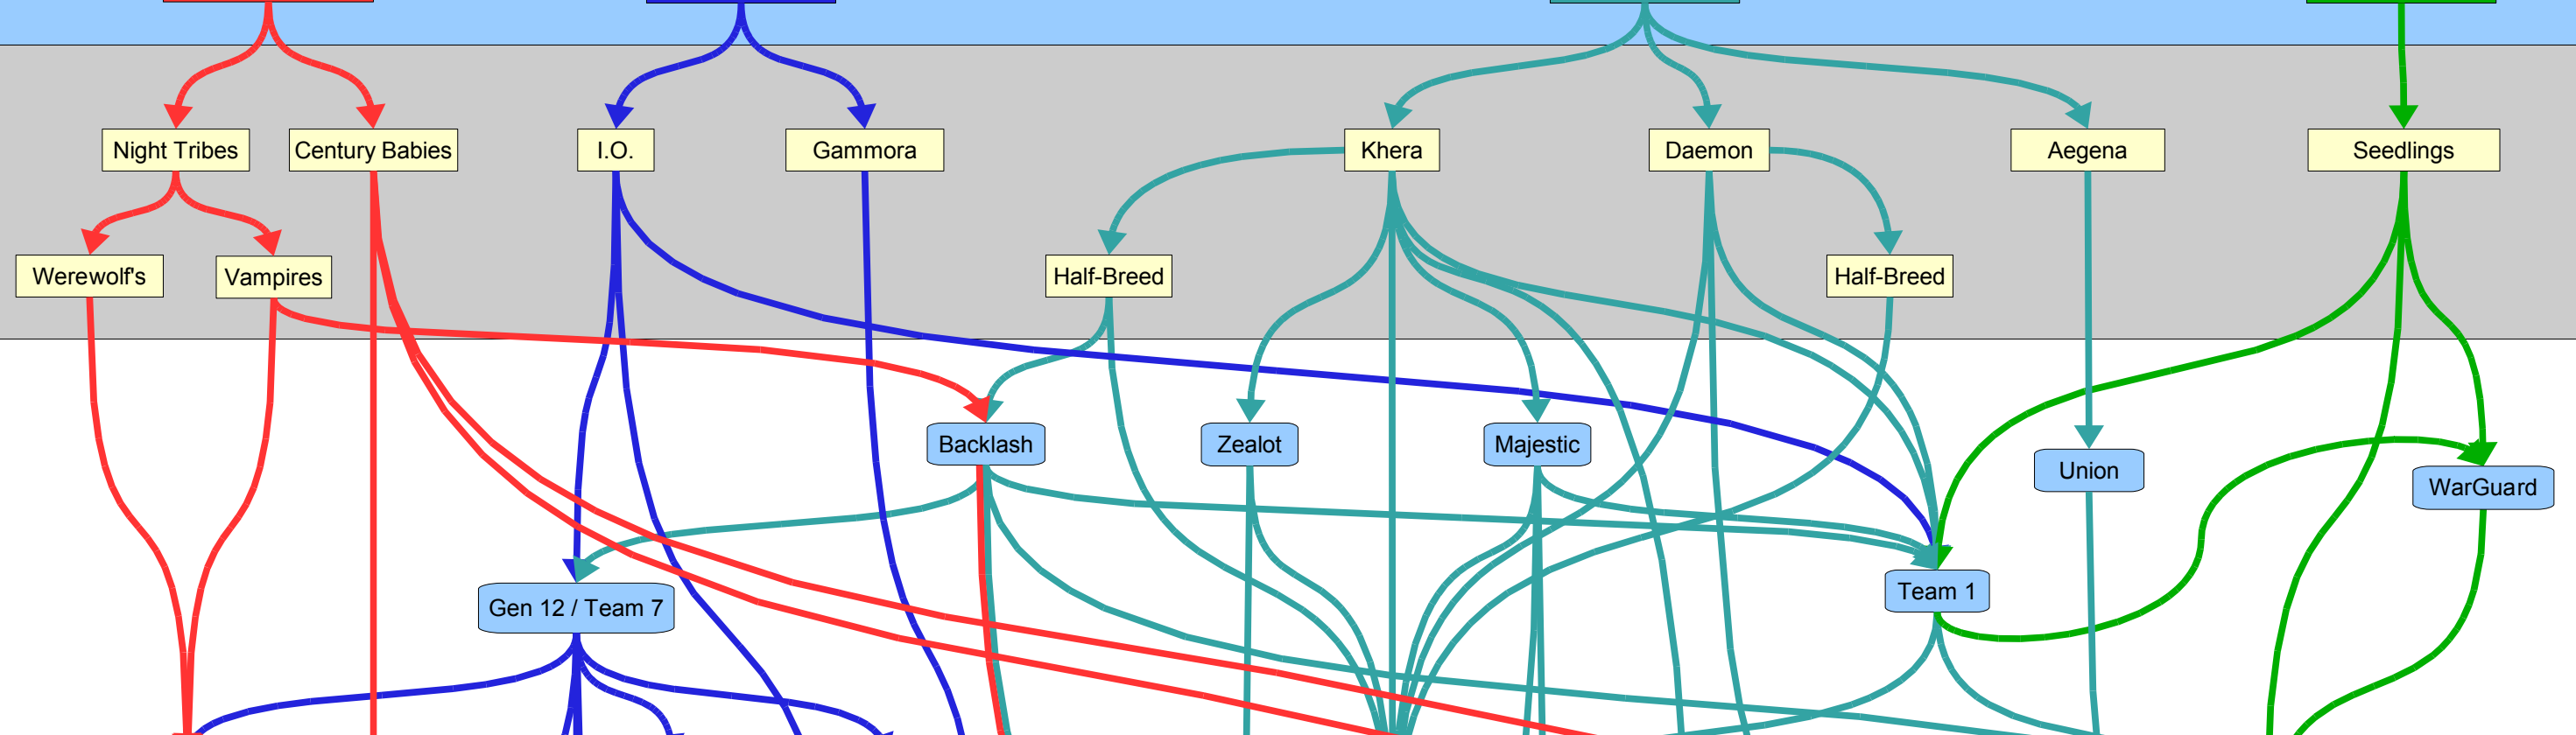 Night Tribes
Century Babies
I.O.
Gammora
Khera
Daemon
Aegena
Seedlings
Werewolf's
Vampires
Half-Breed
Half-Breed
Backlash
Zealot
Majestic
Union
WarGuard
Gen 12 / Team 7
Team 1